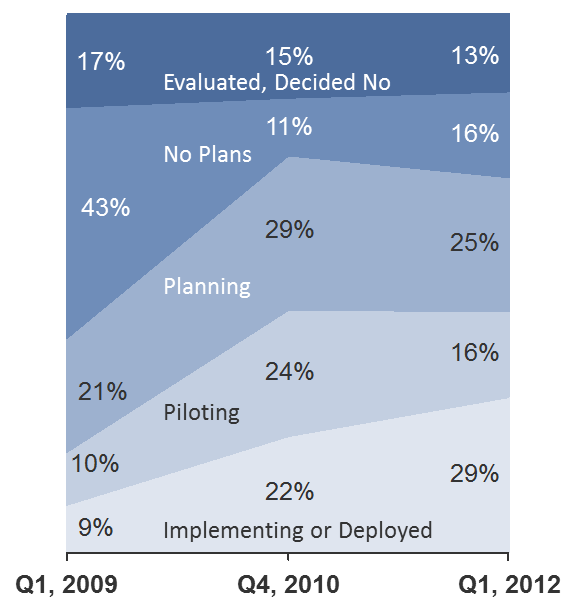 17% 15% 13%
Evaluated, Decided No
11% 16%
No Plans
43%
29% 25%
Planning
21% 24% 16%
Piloting
10% 22% 29%
9% Implementing or Deployed
Q1, 2009 Q4, 2010 Q1, 2012